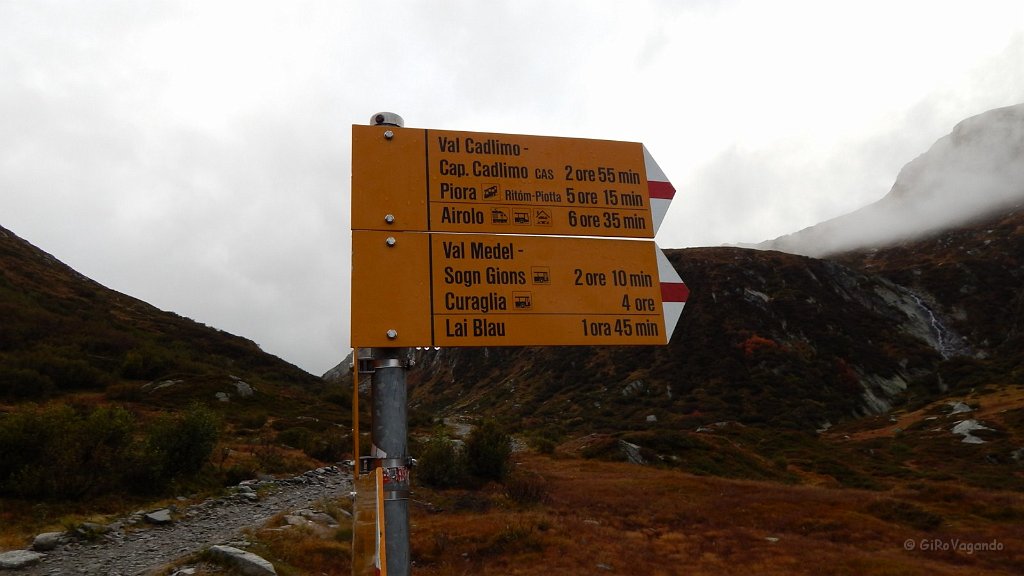 Val Cadlimo -
Cap. Cadlimo CAS 2 ore 55 min
Piora Ritóm-Piotta 5 ore 15 min
Airolo 6 ore 35 min
Val Medel -
Sogn Gions 2 ore 10 min
Curaglia 4 ore
Lai Blau 1 ora 45 min
© GiRoVagando